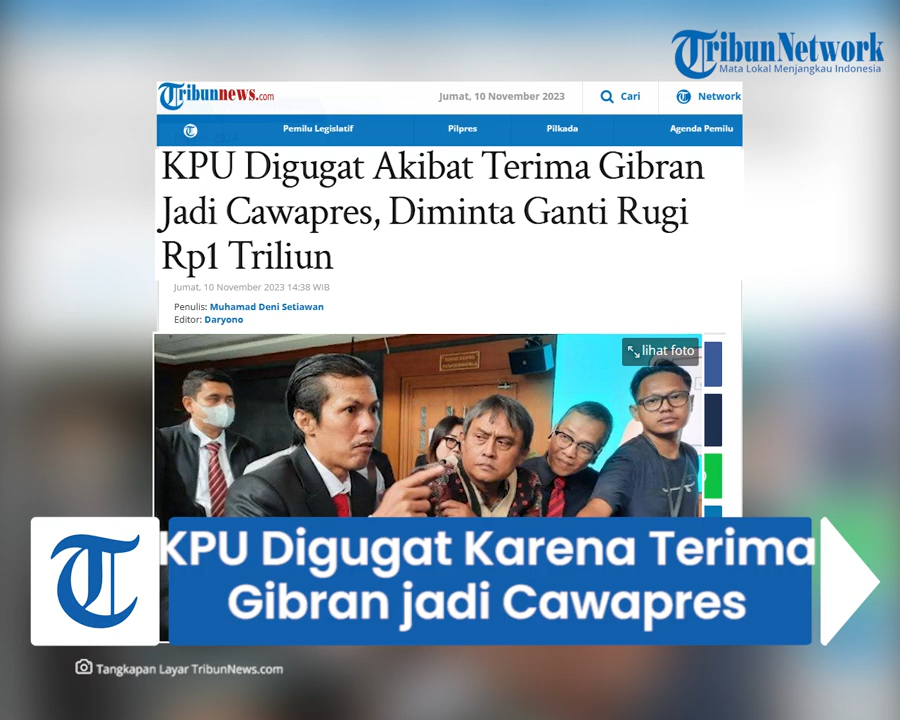 TribunNetwork
Mata Lokal Menjangkau Indonesia
Tribunnews.com
Jumat, 10 November 2023
Cari
Network
Pemilu Legislatif
Pilpres
Pilkada
Agenda Pemilu
KPU Digugat Akibat Terima Gibran
Jadi Cawapres, Diminta Ganti Rugi
Rp1 Triliun
Jumat, 10 November 2023 14:38 WIB
Penulis: Muhamad Deni Setiawan
Editor: Daryono
lihat foto
KPU Digugat Karena Terima
Gibran jadi Cawapres
Tangkapan Layar TribunNews.com